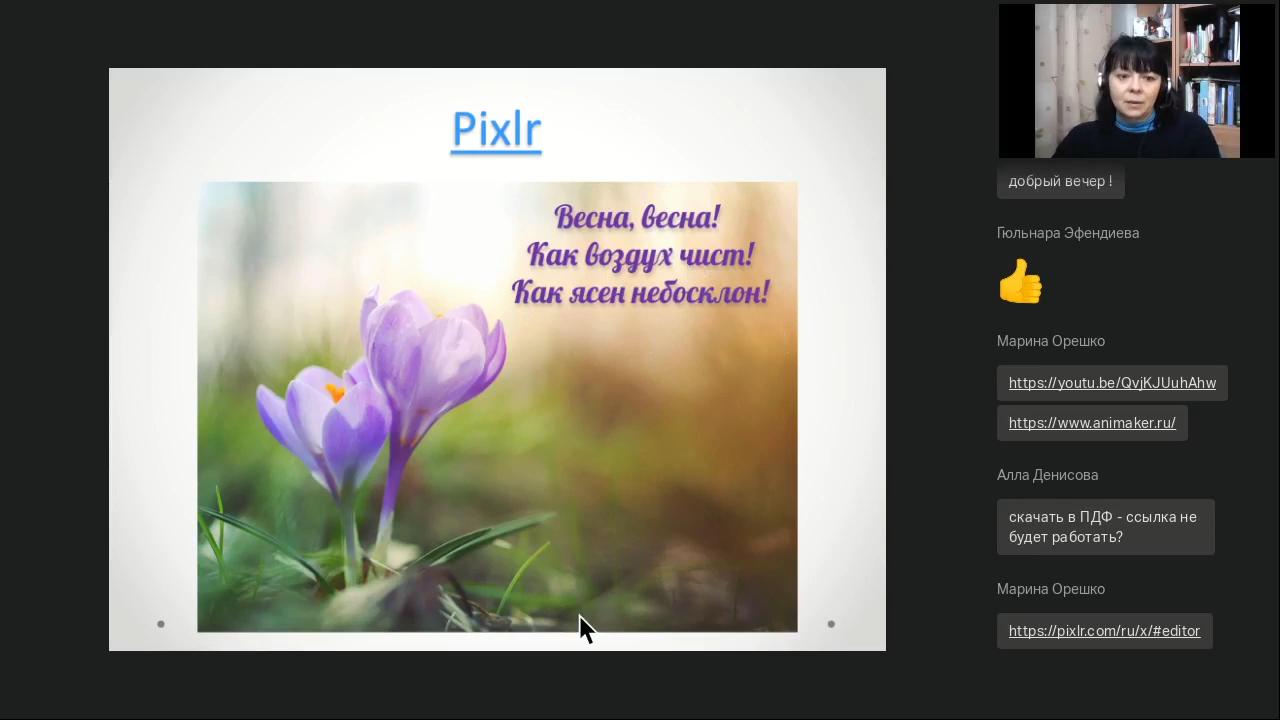 Pixlr
Весна, весна!
Как воздух чист!
Как ясен небосклон!
добрый вечер !
Гюльнара Эфендиева
Марина Орешко
https://youtu.be/QvjKJUuhAhw
https://www.animaker.ru/
Алла Денисова
скачать в ПДФ - ссылка не
будет работать?
Марина Орешко
https://pixlr.com/ru/x/#editor